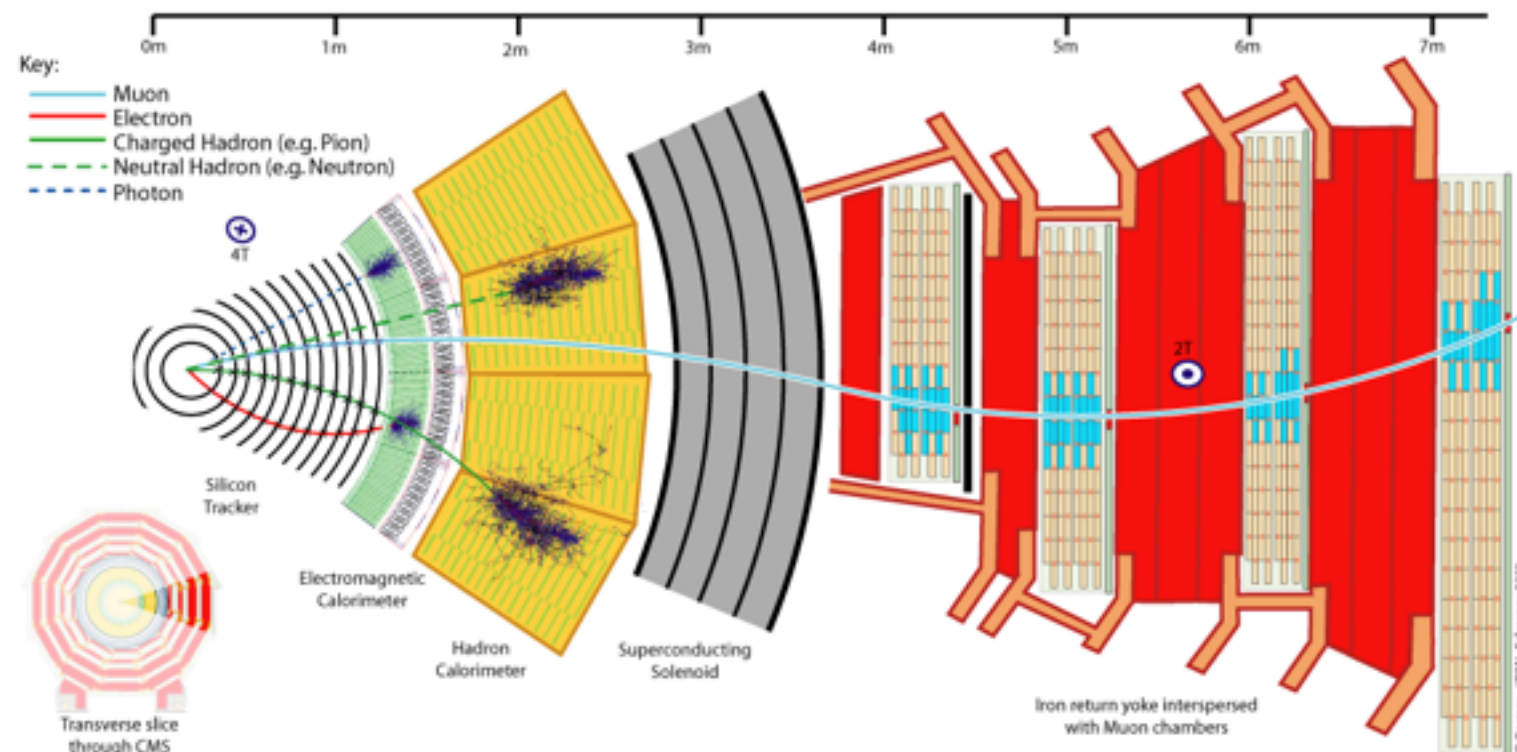 0m 1m 2m 3m 4m 5m 6m 7m
Key:
Muon
Electron
Charged Hadron (e.g. Pion)
Neutral Hadron (e.g. Neutron)
Photon
4T
2T
Silicon
Tracker
Electromagnetic
Calorimeter
Hadron
Calorimeter
Superconducting
Solenoid
Iron return yoke interspersed
with Muon chambers
Transverse slice
through CMS